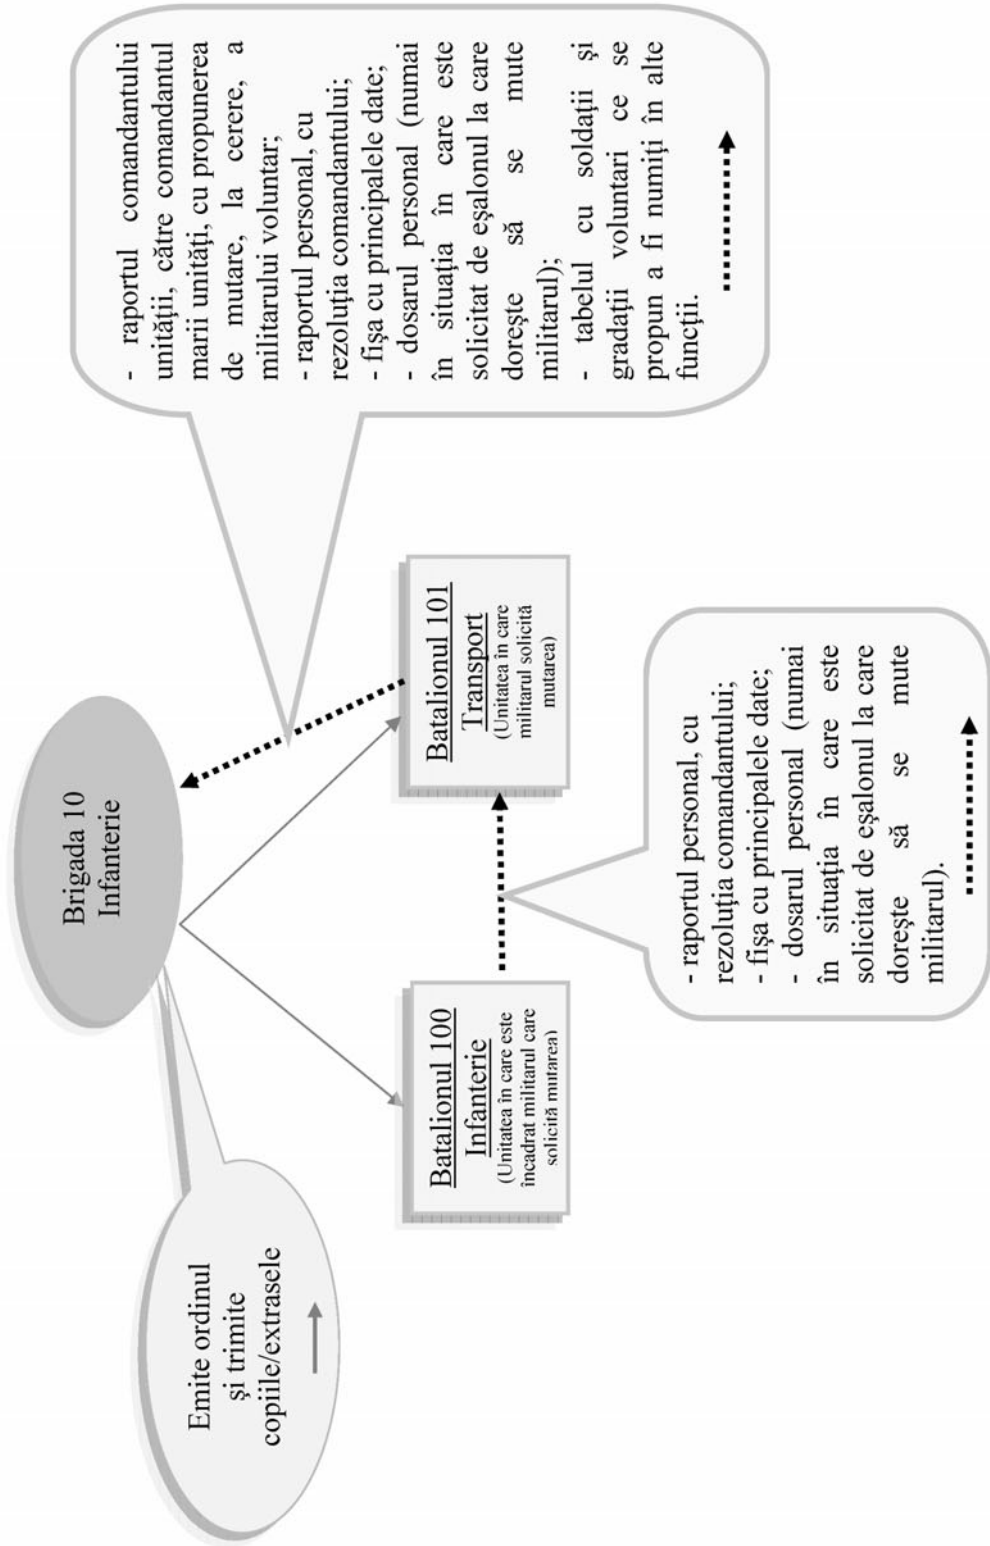 Brigada 10
Infanterie
Emite ordinul
şi trimite
copiile/extrasele
Batalionul 100
Infanterie
(Unitatea în care este
încadrat militarul care
solicită mutarea)
Batalionul 101
Transport
(Unitatea în care
militarul solicită
mutarea)
- raportul comandantului
unităţii, către comandantul
marii unităţi, cu propunerea
de mutare, la cerere, a
militarului voluntar;
- raportul personal, cu
rezoluţia comandantului;
- fişa cu principalele date;
- dosarul personal (numai
în situaţia în care este
solicitat de eşalonul la care
doreşte să se mute
militarul);
- tabelul cu soldaţii şi
gradaţii voluntari ce se
propun a fi numiţi în alte
funcţii.
- raportul personal, cu
rezoluţia comandantului;
- fişa cu principalele date;
- dosarul personal (numai
în situaţia în care este
solicitat de eşalonul la care
doreşte să se mute
militarul).